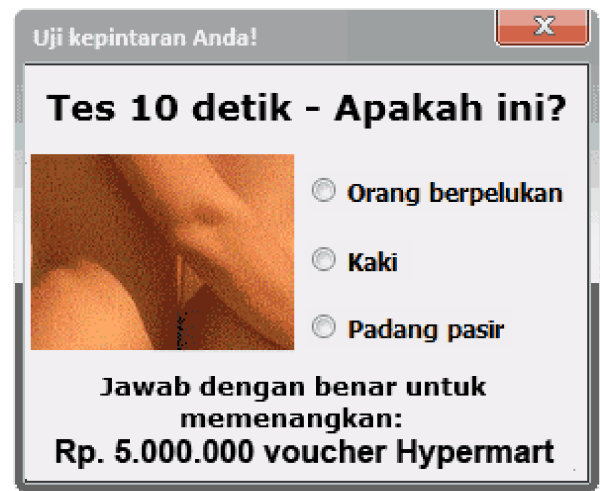 Uji kepintaran Anda!
Tes 10 detik - Apakah ini?
Orang berpelukan
Kaki
Padang pasir
Jawab dengan benar untuk
memenangkan:
Rp. 5.000.000 voucher Hypermart